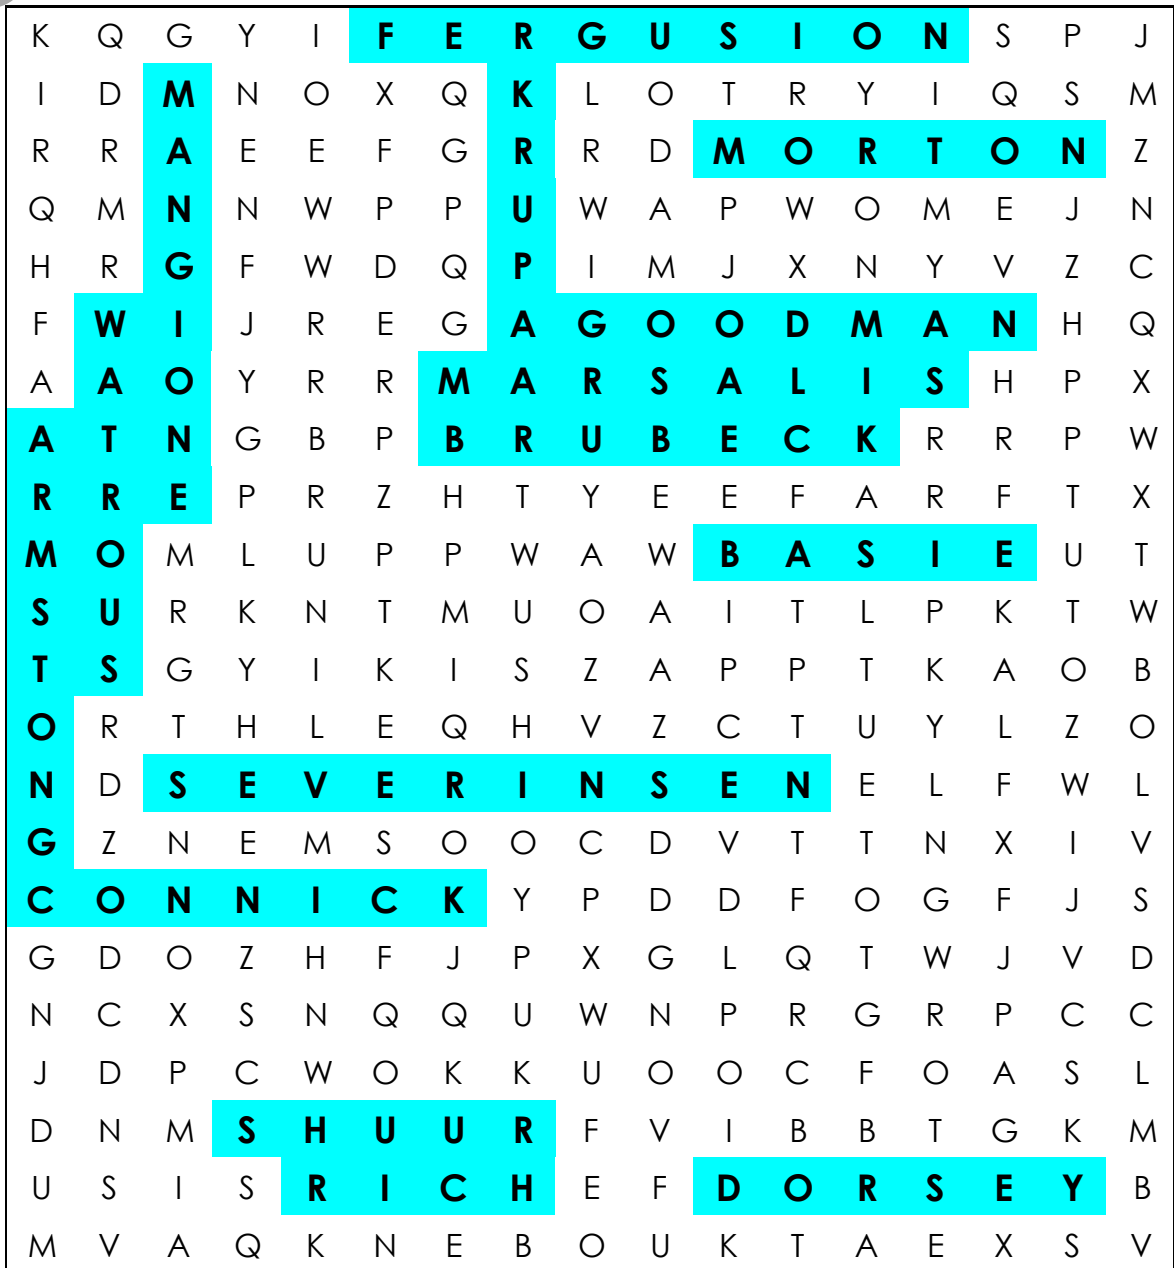 K Q G Y I F E R G U S I O N S P J
I D M N O X Q K L O T R Y I Q S M
R R A E E F G R R D M O R T O N Z
Q M N N W P P U W A P W O M E J N
H R G F W D Q P I M J X N Y V Z C
F W I J R E G A G O O D M A N H Q
A A O Y R R M A R S A L I S H P X
A T N G B P B R U B E C K R R P W
R R E P R Z H T Y E E F A R F T X
M O M L U P P W A W B A S I E U T
S U R K N T M U O A I T L P K T W
T S G Y I K I S Z A P P T K A O B
O R T H L E Q H V Z C T U Y L Z O
N D S E V E R I N S E N E L F W L
G Z N E M S O O C D V T T N X I V
C O N N I C K Y P D D F O G F J S
G D O Z H F J P X G L Q T W J V D
N C X S N Q Q U W N P R G R P C C
J D P C W O K K U O O C F O A S L
D N M S H U U R F V I B B T G K M
U S I S R I C H E F D O R S E Y B
M V A Q K N E B O U K T A E X S V